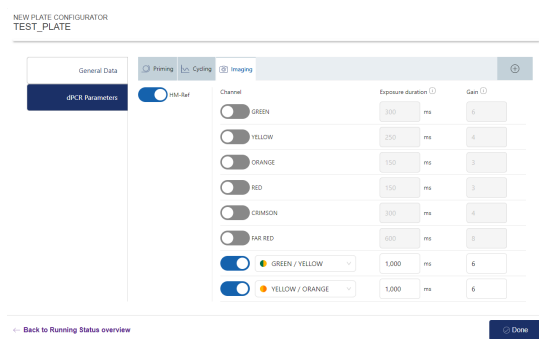 NEW PLATE CONFIGURATOR
TEST_PLATE
General Data
dPCR Parameters
Priming Cycling Imaging
HM-Ref
Channel Exposure duration Gain
GREEN 300 ms 6
YELLOW 250 ms 4
ORANGE 150 ms 3
RED 150 ms 3
CRIMSON 300 ms 4
FAR RED 600 ms 8
GREEN / YELLOW 1,000 ms 6
YELLOW / ORANGE 1,000 ms 6
← Back to Running Status overview
Done